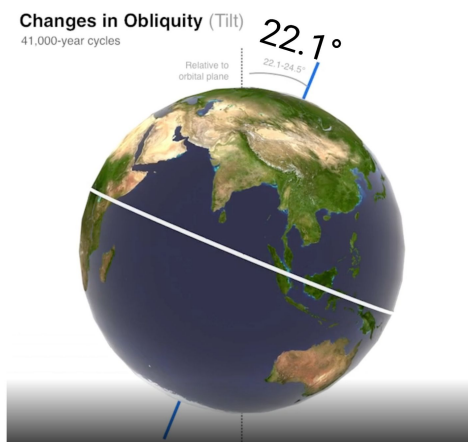 Changes in Obliquity (Tilt)
41,000-year cycles
22.1°
Relative to
orbital plane
22.1-24.5°